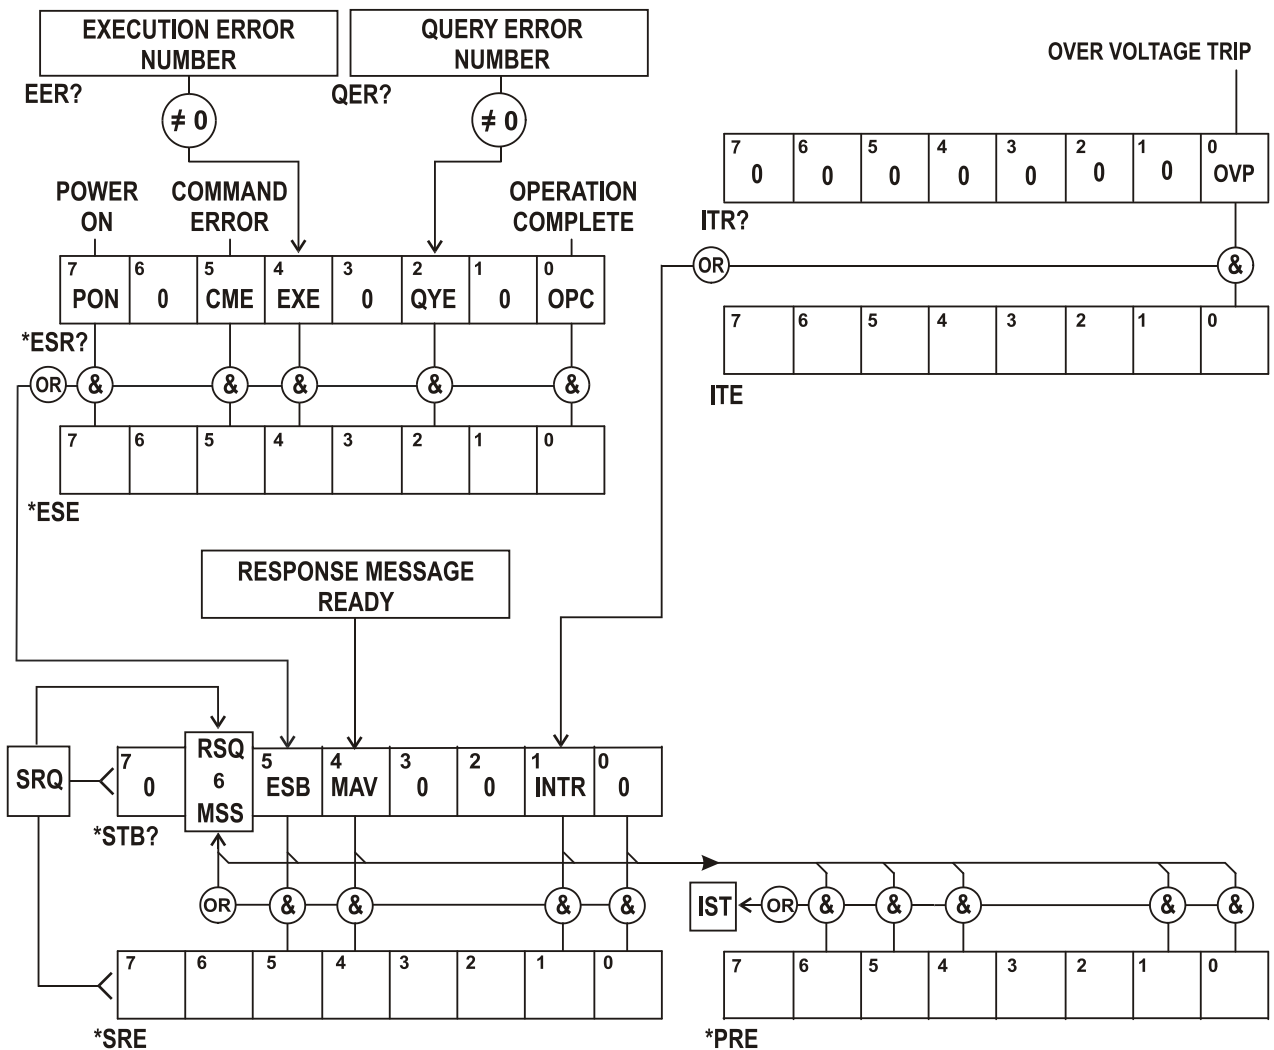 EXECUTION ERROR
NUMBER
QUERY ERROR
NUMBER
EER?
QER?
≠ 0
≠ 0
POWER
ON
COMMAND
ERROR
OPERATION
COMPLETE
7 6 5 4 3 2 1 0
PON 0 CME EXE 0 QYE 0 OPC
*ESR?
OR & & & & &
7 6 5 4 3 2 1 0
*ESE
OVER VOLTAGE TRIP
7 6 5 4 3 2 1 0
0 0 0 0 0 0 0 OVP
ITR?
OR &
7 6 5 4 3 2 1 0
ITE
RESPONSE MESSAGE
READY
SRQ
7 RSQ 6 MSS 5 4 3 2 1 0
0 ESB MAV 0 0 INTR 0
*STB?
OR & & & &
7 6 5 4 3 2 1 0
*SRE
IST OR & & & & &
7 6 5 4 3 2 1 0
*PRE